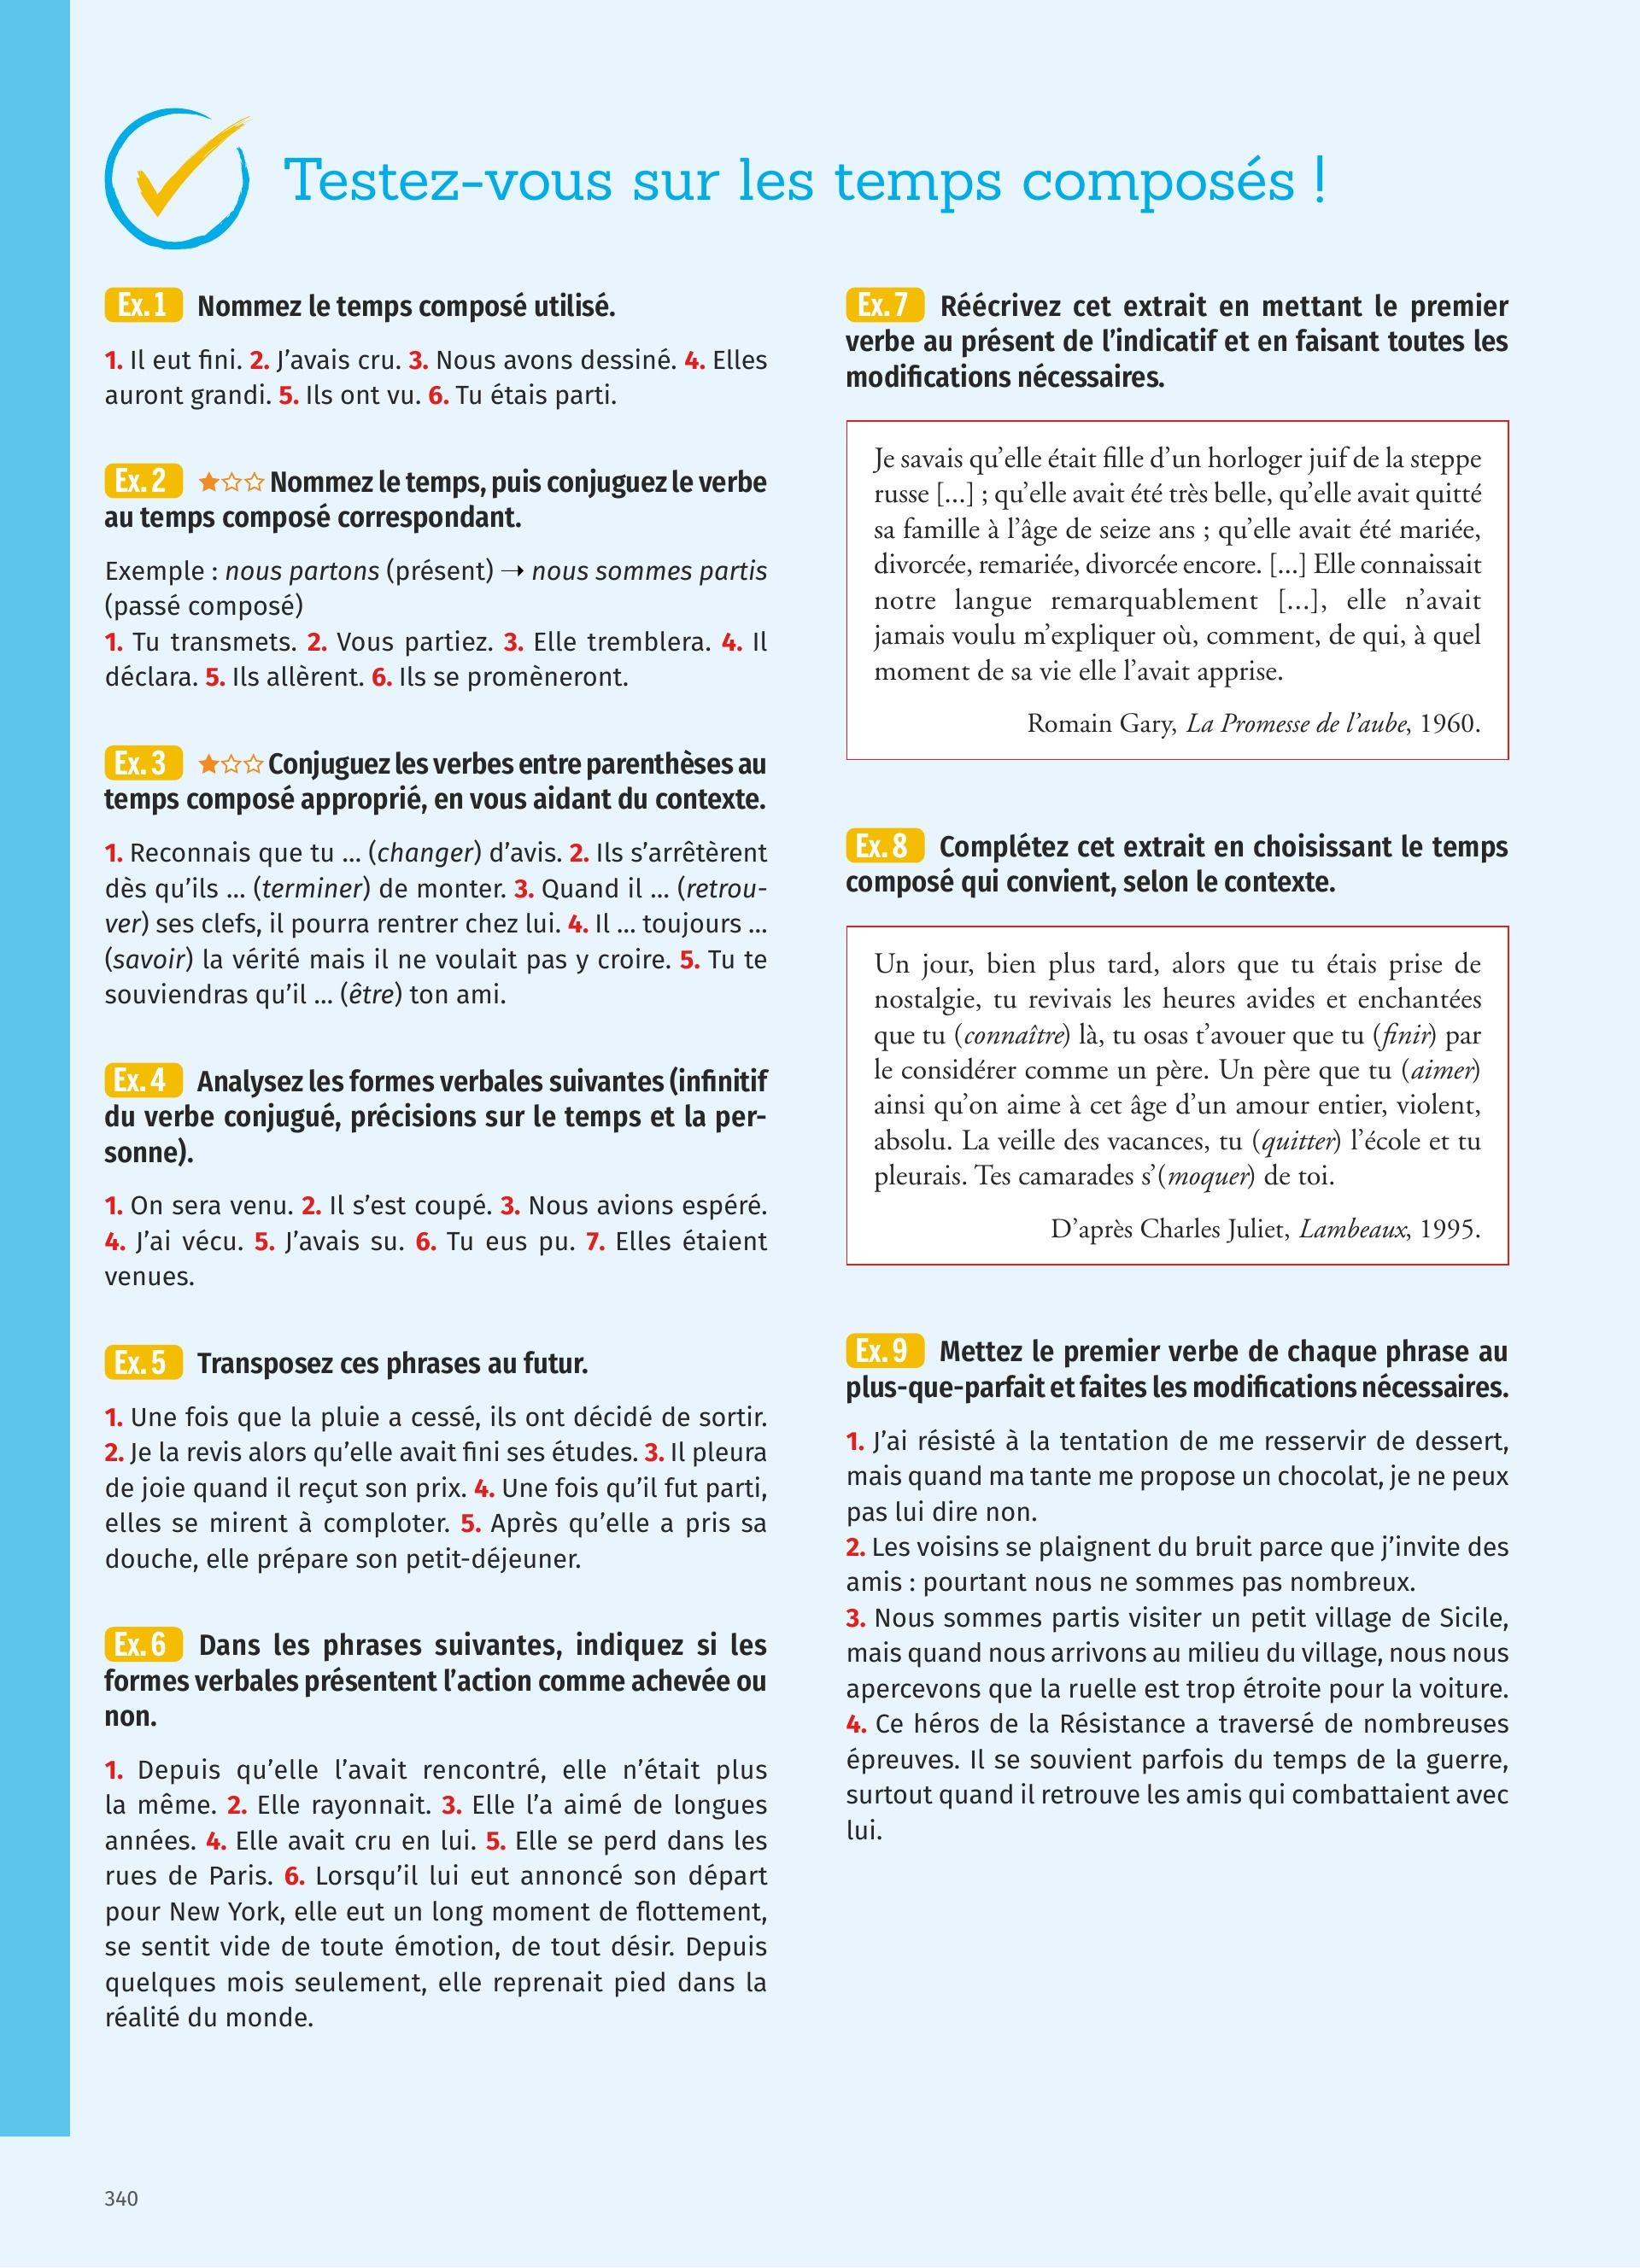 Testez-vous sur les temps composés !
Ex. 1 Nommez le temps composé utilisé.
1. Il eut fini. 2. J’avais cru. 3. Nous avons dessiné. 4. Elles
auront grandi. 5. Ils ont vu. 6. Tu étais parti.
Ex. 2 ★☆☆ Nommez le temps, puis conjuguez le verbe
au temps composé correspondant.
Exemple : nous partons (présent) → nous sommes partis
(passé composé)
1. Tu transmets. 2. Vous partiez. 3. Elle tremblera. 4. Il
déclara. 5. Ils allèrent. 6. Ils se promèneront.
Ex. 3 ★☆☆ Conjuguez les verbes entre parenthèses au
temps composé approprié, en vous aidant du contexte.
1. Reconnais que tu ... (changer) d’avis. 2. Ils s’arrêtèrent
dès qu’ils ... (terminer) de monter. 3. Quand il ... (retrou-
ver) ses clefs, il pourra rentrer chez lui. 4. Il ... toujours ...
(savoir) la vérité mais il ne voulait pas y croire. 5. Tu te
souviendras qu’il ... (être) ton ami.
Ex. 4 Analysez les formes verbales suivantes (infinitif
du verbe conjugué, précisions sur le temps et la per-
sonne).
1. On sera venu. 2. Il s’est coupé. 3. Nous avions espéré.
4. J’ai vécu. 5. J’avais su. 6. Tu eus pu. 7. Elles étaient
venues.
Ex. 5 Transposez ces phrases au futur.
1. Une fois que la pluie a cessé, ils ont décidé de sortir.
2. Je la revis alors qu’elle avait fini ses études. 3. Il pleura
de joie quand il reçut son prix. 4. Une fois qu’il fut parti,
elles se mirent à comploter. 5. Après qu’elle a pris sa
douche, elle prépare son petit-déjeuner.
Ex. 6 Dans les phrases suivantes, indiquez si les
formes verbales présentent l’action comme achevée ou
non.
1. Depuis qu’elle l’avait rencontré, elle n’était plus
la même. 2. Elle rayonnait. 3. Elle l’a aimé de longues
années. 4. Elle avait cru en lui. 5. Elle se perd dans les
rues de Paris. 6. Lorsqu’il lui eut annoncé son départ
pour New York, elle eut un long moment de flottement,
se sentit vide de toute émotion, de tout désir. Depuis
quelques mois seulement, elle reprenait pied dans la
réalité du monde.
Ex. 7 Réécrivez cet extrait en mettant le premier
verbe au présent de l’indicatif et en faisant toutes les
modifications nécessaires.
Je savais qu’elle était fille d’un horloger juif de la steppe
russe [...] ; qu’elle avait été très belle, qu’elle avait quitté
sa famille à l’âge de seize ans ; qu’elle avait été mariée,
divorcée, remariée, divorcée encore. [...] Elle connaissait
notre langue remarquablement [...], elle n’avait
jamais voulu m’expliquer où, comment, de qui, à quel
moment de sa vie elle l’avait apprise.
Romain Gary, La Promesse de l’aube, 1960.
Ex. 8 Complétez cet extrait en choisissant le temps
composé qui convient, selon le contexte.
Un jour, bien plus tard, alors que tu étais prise de
nostalgie, tu revivais les heures avides et enchantées
que tu (connaître) là, tu osas t’avouer que tu (finir) par
le considérer comme un père. Un père que tu (aimer)
ainsi qu’on aime à cet âge d’un amour entier, violent,
absolu. La veille des vacances, tu (quitter) l’école et tu
pleurais. Tes camarades s’(moquer) de toi.
D’après Charles Juliet, Lambeaux, 1995.
Ex. 9 Mettez le premier verbe de chaque phrase au
plus-que-parfait et faites les modifications nécessaires.
1. J’ai résisté à la tentation de me resservir de dessert,
mais quand ma tante me propose un chocolat, je ne peux
pas lui dire non.
2. Les voisins se plaignent du bruit parce que j’invite des
amis : pourtant nous ne sommes pas nombreux.
3. Nous sommes partis visiter un petit village de Sicile,
mais quand nous arrivons au milieu du village, nous nous
apercevons que la ruelle est trop étroite pour la voiture.
4. Ce héros de la Résistance a traversé de nombreuses
épreuves. Il se souvient parfois du temps de la guerre,
surtout quand il retrouve les amis qui combattaient avec
lui.
340